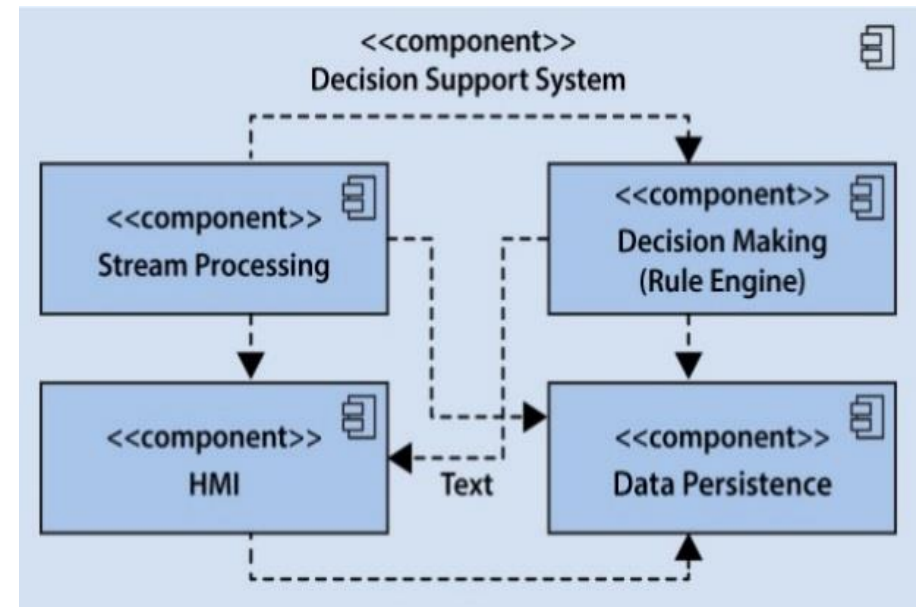 <<component>>
Decision Support System
<<component>>
Stream Processing
<<component>>
Decision Making
(Rule Engine)
<<component>>
HMI
Text
<<component>>
Data Persistence